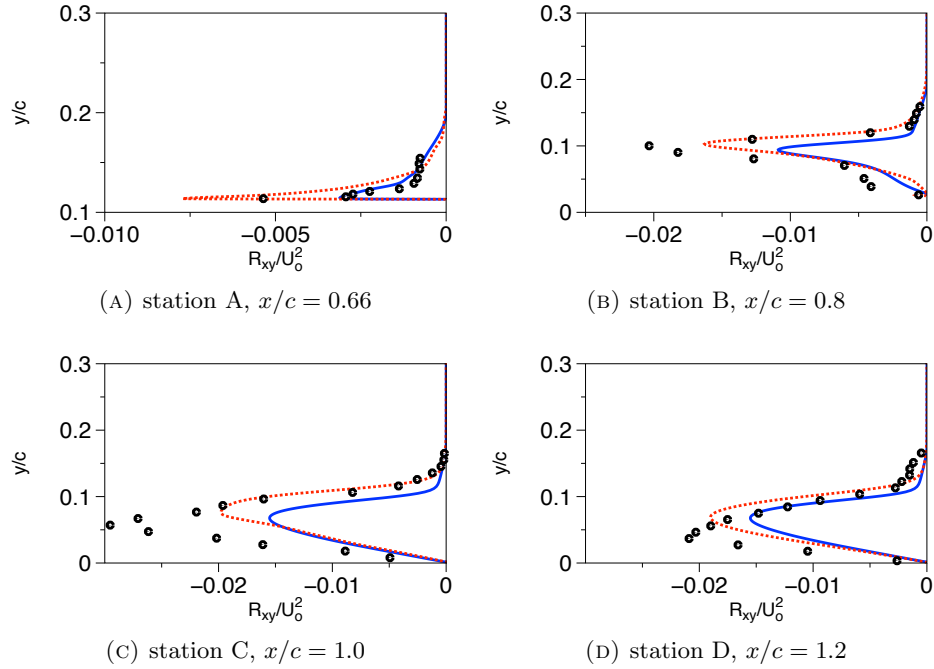 0.3
0.2
0.1
y/c
−0.010
−0.005
0
R_xy/U_o^2
(A) station A, x/c = 0.66
0.3
0.2
0.1
0
y/c
−0.02
−0.01
0
R_xy/U_o^2
(B) station B, x/c = 0.8
0.3
0.2
0.1
0
y/c
−0.02
−0.01
0
R_xy/U_o^2
(C) station C, x/c = 1.0
0.3
0.2
0.1
0
y/c
−0.02
−0.01
0
R_xy/U_o^2
(D) station D, x/c = 1.2